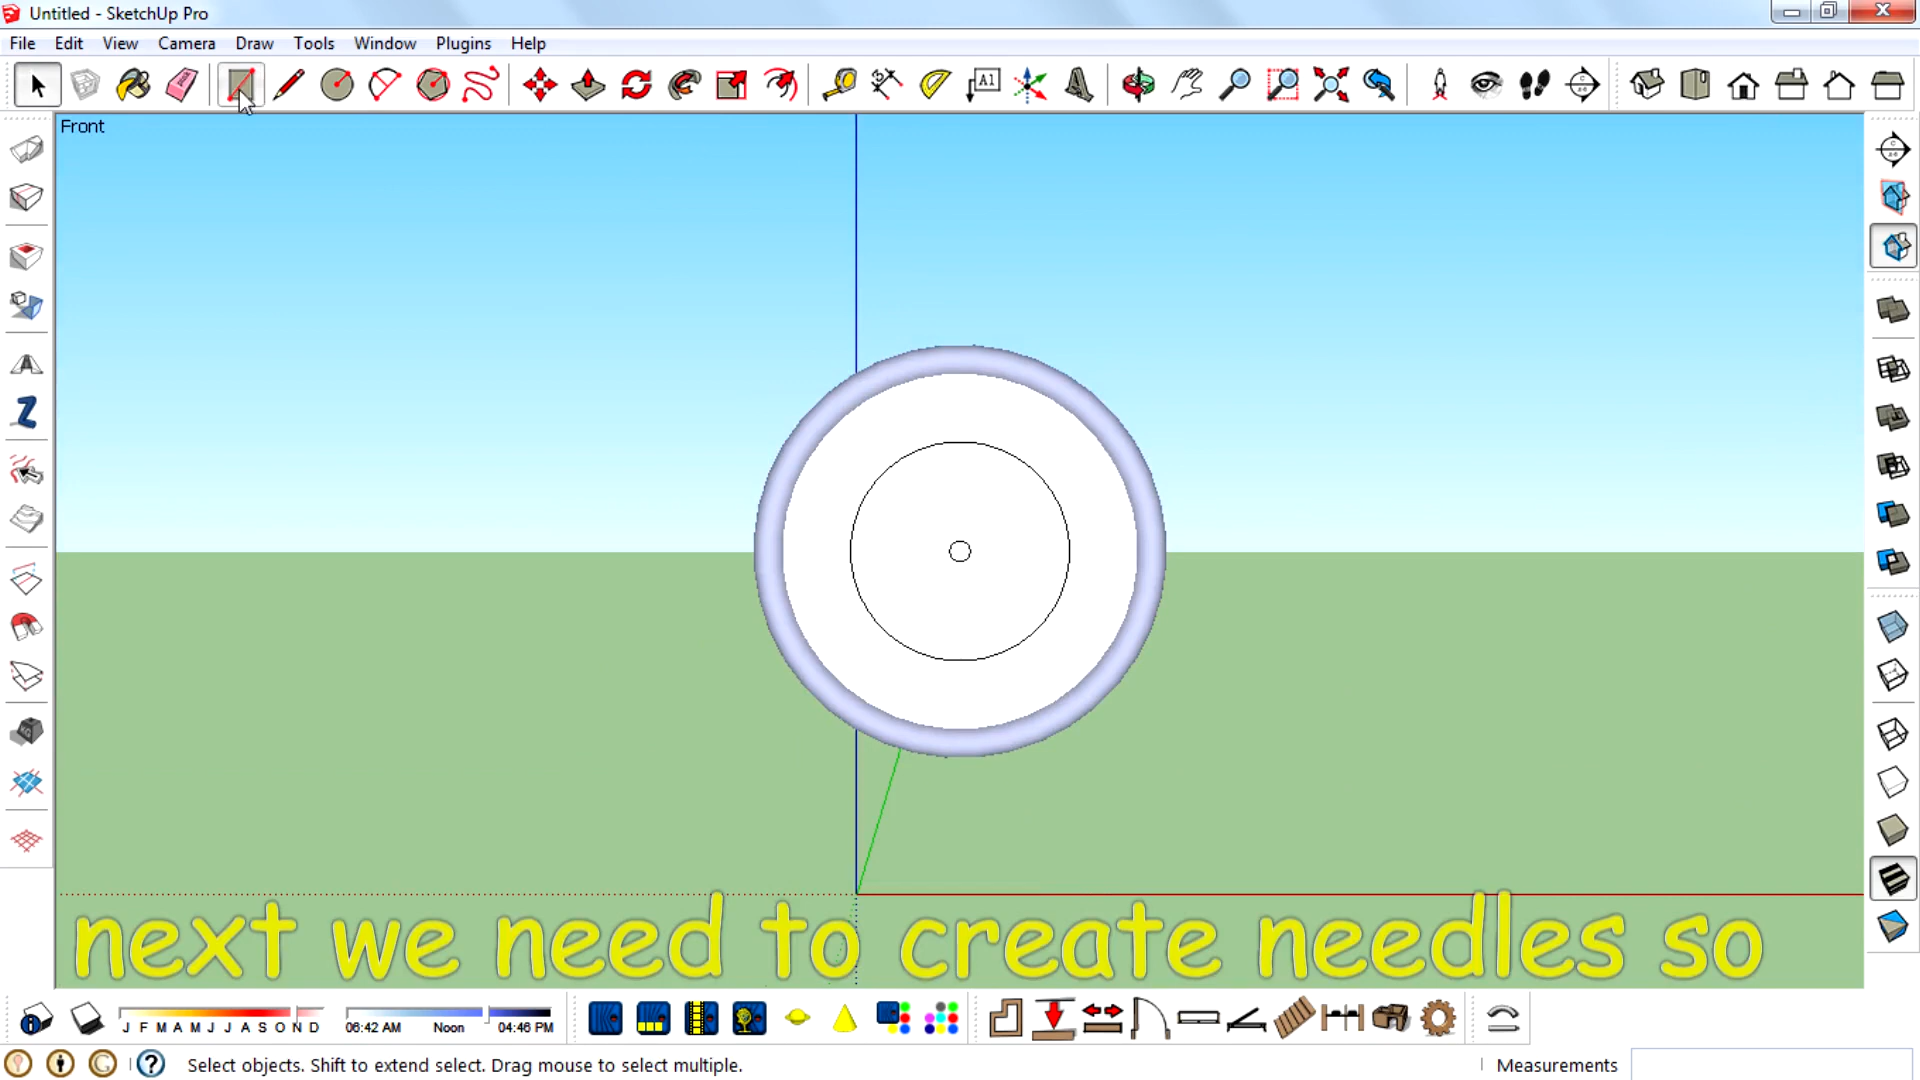 Untitled - SketchUp Pro
File Edit View Camera Draw Tools Window Plugins Help
A1
Front
next we need to create needles so
J F M A M J J A S O N D
06:42 AM Noon 04:46 PM
Select objects. Shift to extend select. Drag mouse to select multiple.
Measurements